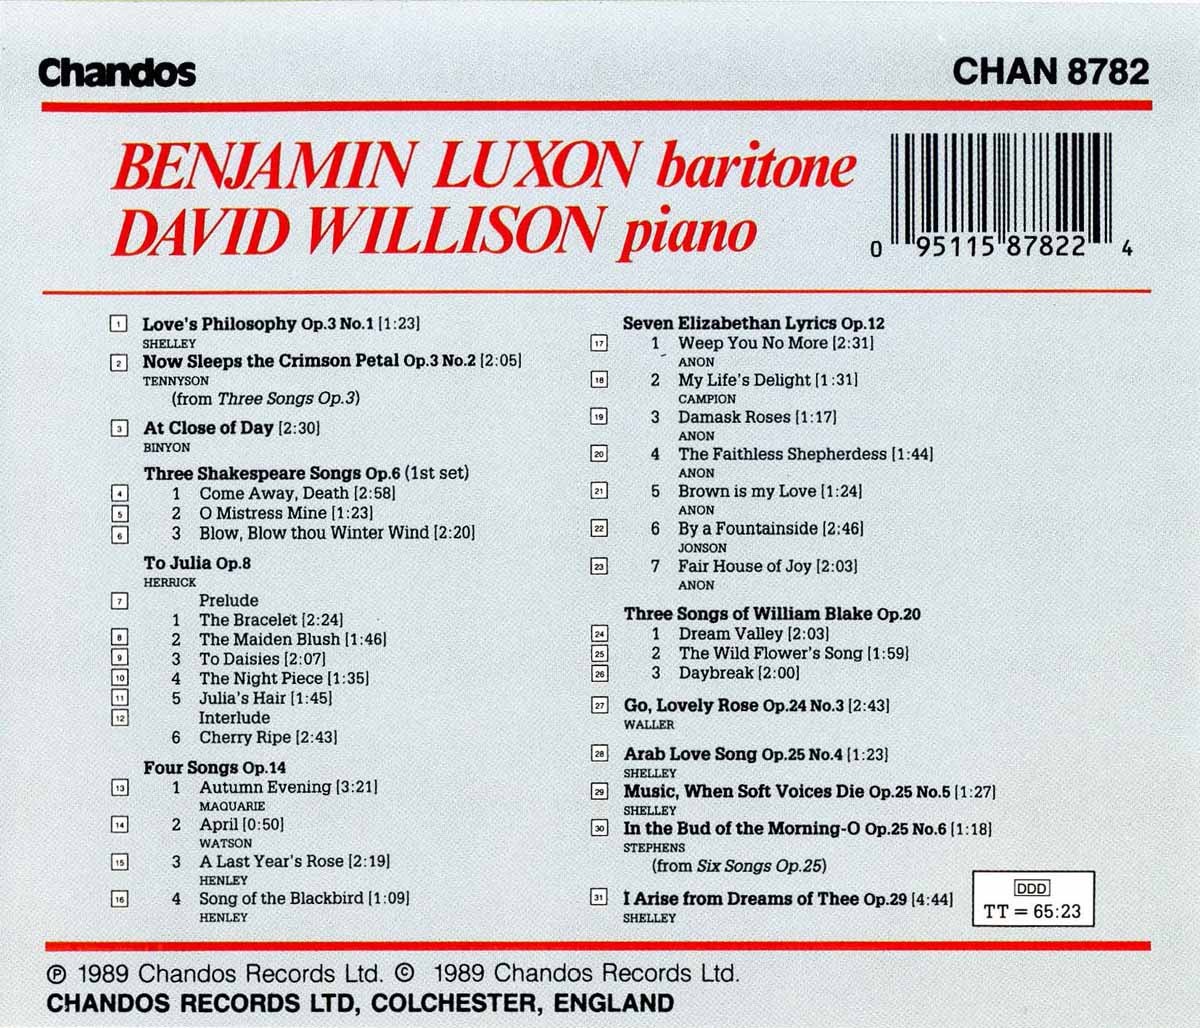 Chandos
CHAN 8782
BENJAMIN LUXON baritone
DAVID WILLISON piano
0 95115 87822 4
1 Love's Philosophy Op.3 No.1 [1:23]
SHELLEY
2 Now Sleeps the Crimson Petal Op.3 No.2 [2:05]
TENNYSON
(from Three Songs Op.3)
3 At Close of Day [2:30]
BINYON
Three Shakespeare Songs Op.6 (1st set)
4 1 Come Away, Death [2:58]
5 2 O Mistress Mine [1:23]
6 3 Blow, Blow thou Winter Wind [2:20]
To Julia Op.8
HERRICK
7 Prelude
1 The Bracelet [2:24]
8 2 The Maiden Blush [1:46]
9 3 To Daisies [2:07]
10 4 The Night Piece [1:35]
11 5 Julia's Hair [1:45]
12 Interlude
6 Cherry Ripe [2:43]
Four Songs Op.14
13 1 Autumn Evening [3:21]
MAQUARIE
14 2 April [0:50]
WATSON
15 3 A Last Year's Rose [2:19]
HENLEY
16 4 Song of the Blackbird [1:09]
HENLEY
Seven Elizabethan Lyrics Op.12
17 1 Weep You No More [2:31]
ANON
18 2 My Life's Delight [1:31]
CAMPION
19 3 Damask Roses [1:17]
ANON
20 4 The Faithless Shepherdess [1:44]
ANON
21 5 Brown is my Love [1:24]
ANON
22 6 By a Fountainside [2:46]
JONSON
23 7 Fair House of Joy [2:03]
ANON
Three Songs of William Blake Op.20
24 1 Dream Valley [2:03]
25 2 The Wild Flower's Song [1:59]
26 3 Daybreak [2:00]
27 Go, Lovely Rose Op.24 No.3 [2:43]
WALLER
28 Arab Love Song Op.25 No.4 [1:23]
SHELLEY
29 Music, When Soft Voices Die Op.25 No.5 [1:27]
SHELLEY
30 In the Bud of the Morning-O Op.25 No.6 [1:18]
STEPHENS
(from Six Songs Op.25)
31 I Arise from Dreams of Thee Op.29 [4:44]
SHELLEY
DDD
TT = 65:23
℗ 1989 Chandos Records Ltd. © 1989 Chandos Records Ltd.
CHANDOS RECORDS LTD, COLCHESTER, ENGLAND